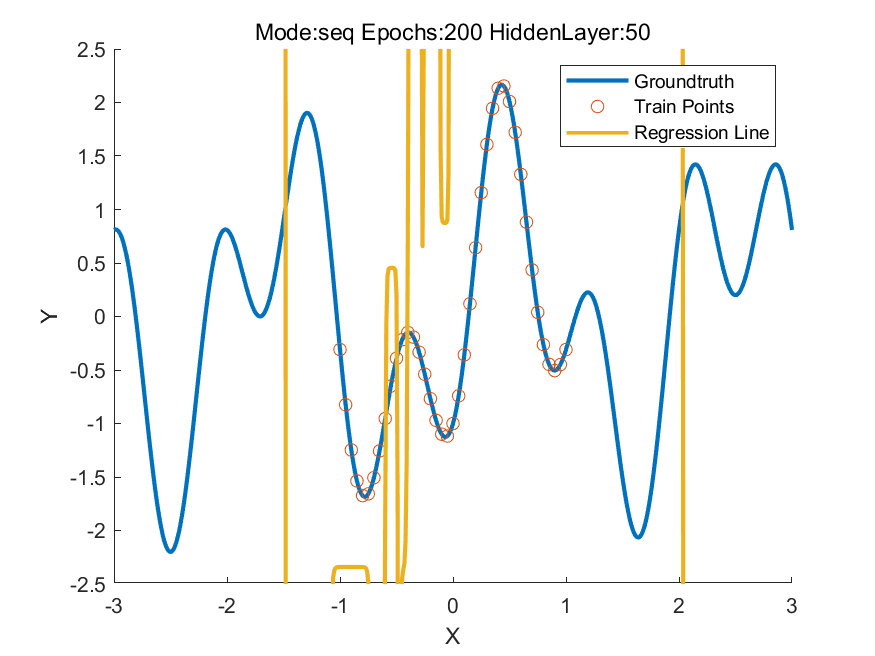 Mode:seq Epochs:200 HiddenLayer:50
2.5
2
1.5
1
0.5
0
-0.5
-1
-1.5
-2
-2.5
Y
Groundtruth
Train Points
Regression Line
-3 -2 -1 0 1 2 3
X